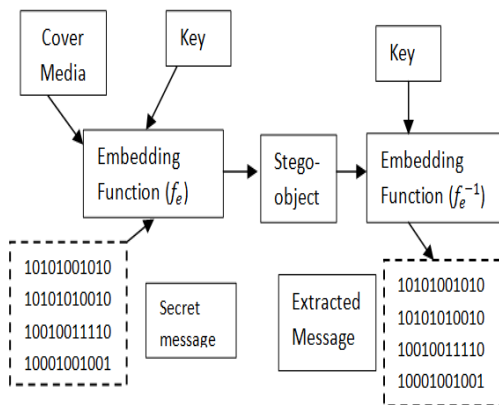 Cover
Media
Key
Key
Embedding
Function (fₑ)
Stego-
object
Embedding
Function (fₑ⁻¹)
10101001010
10101010010
10010011110
10001001001
Secret
message
Extracted
Message
10101001010
10101010010
10010011110
10001001001